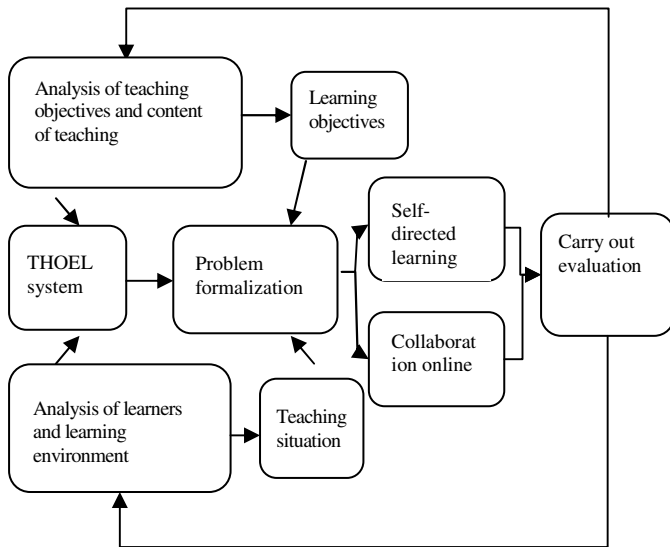 Analysis of teaching
objectives and content
of teaching
Learning
objectives
THOEL
system
Problem
formalization
Self-
directed
learning
Collaborat
ion online
Carry out
evaluation
Analysis of learners
and learning
environment
Teaching
situation